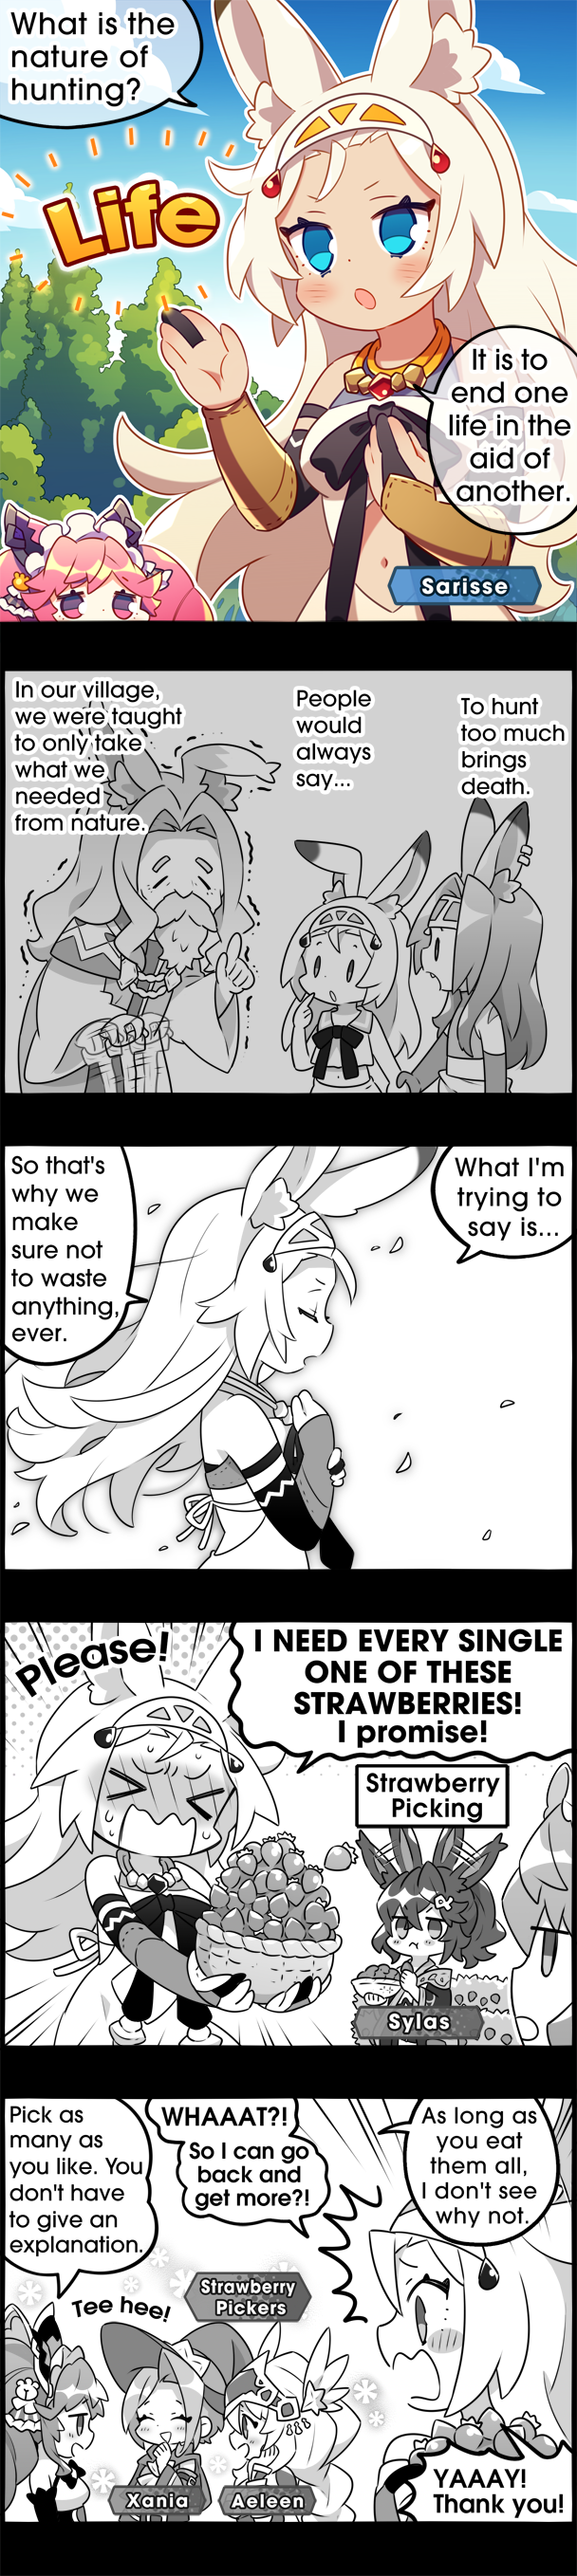 What is the
nature of
hunting?
Life
It is to
end one
life in the
aid of
another.
Sarisse
In our village,
we were taught
to only take
what we
needed
from nature.
People
would
always
say...
To hunt
too much
brings
death.
What I'm
trying to
say is...
So that's
why we
make
sure not
to waste
anything,
ever.
Please!
I NEED EVERY SINGLE
ONE OF THESE
STRAWBERRIES!
I promise!
Strawberry
Picking
Sylas
Pick as
many as
you like. You
don't have
to give an
explanation.
WHAAAT?!
So I can go
back and
get more?!
As long as
you eat
them all,
I don't see
why not.
Tee hee!
Strawberry
Pickers
Xania
Aeleen
YAAAY!
Thank you!